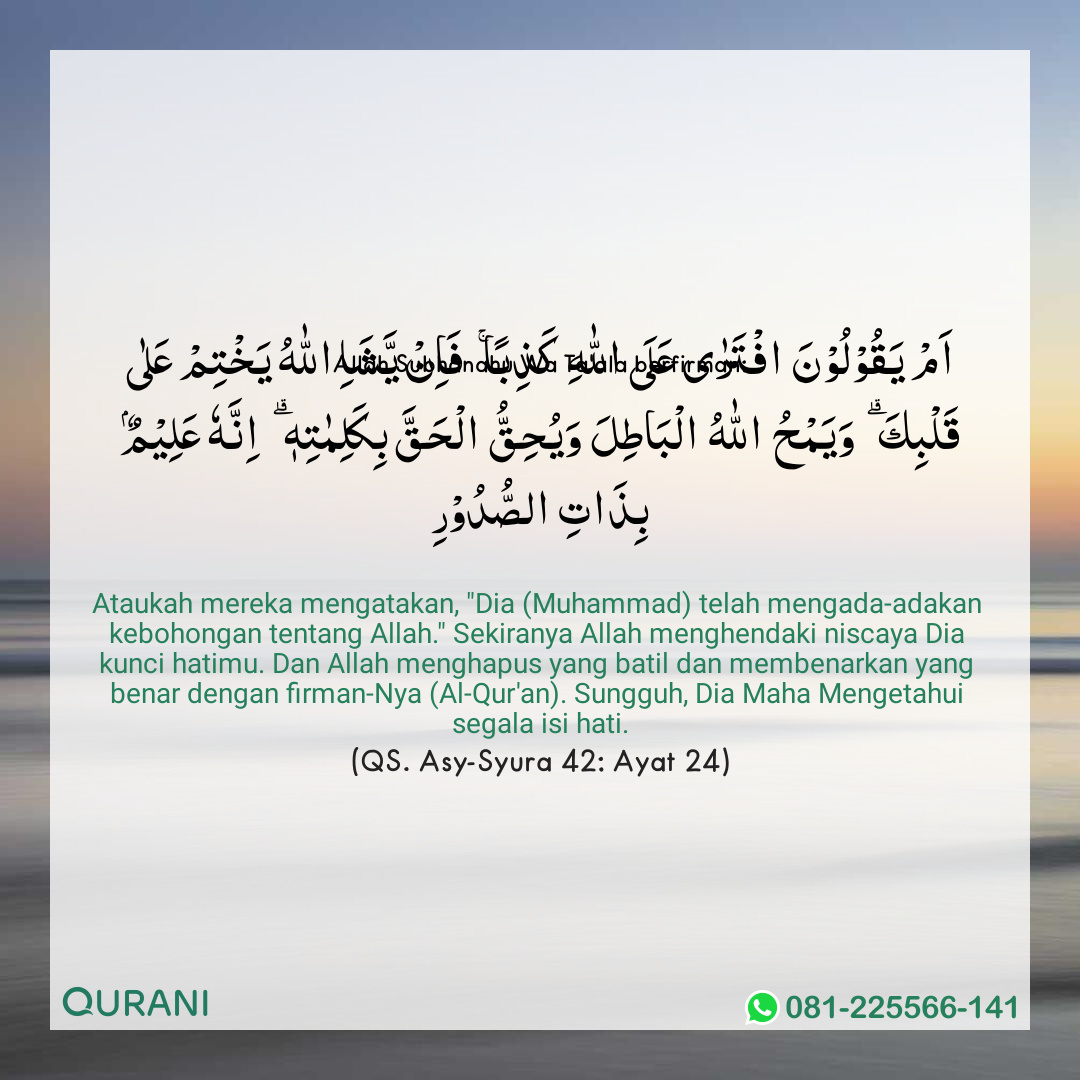 Allah Subhanahu Wa Ta'ala berfirman:
اَمْ يَقُوْلُوْنَ افْتَرٰى عَلَى اللّٰهِ كَذِبًاۚ فَاِنْ يَّشَاِ اللّٰهُ يَخْتِمْ عَلٰى
قَلْبِكَ ۗ وَيَمْحُ اللّٰهُ الْبَاطِلَ وَيُحِقُّ الْحَقَّ بِكَلِمٰتِهٖ ۗ اِنَّهٗ عَلِيْمٌۢ
بِذَاتِ الصُّدُوْرِ
Ataukah mereka mengatakan, "Dia (Muhammad) telah mengada-adakan
kebohongan tentang Allah." Sekiranya Allah menghendaki niscaya Dia
kunci hatimu. Dan Allah menghapus yang batil dan membenarkan yang
benar dengan firman-Nya (Al-Qur'an). Sungguh, Dia Maha Mengetahui
segala isi hati.
(QS. Asy-Syura 42: Ayat 24)
QURANI
081-225566-141